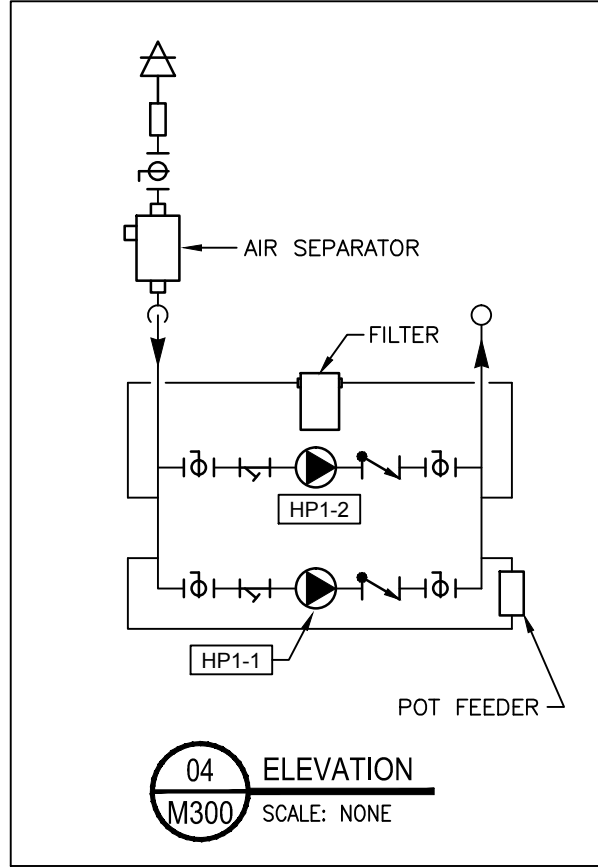 AIR SEPARATOR
FILTER
HP1-2
HP1-1
POT FEEDER
04
M300
ELEVATION
SCALE: NONE